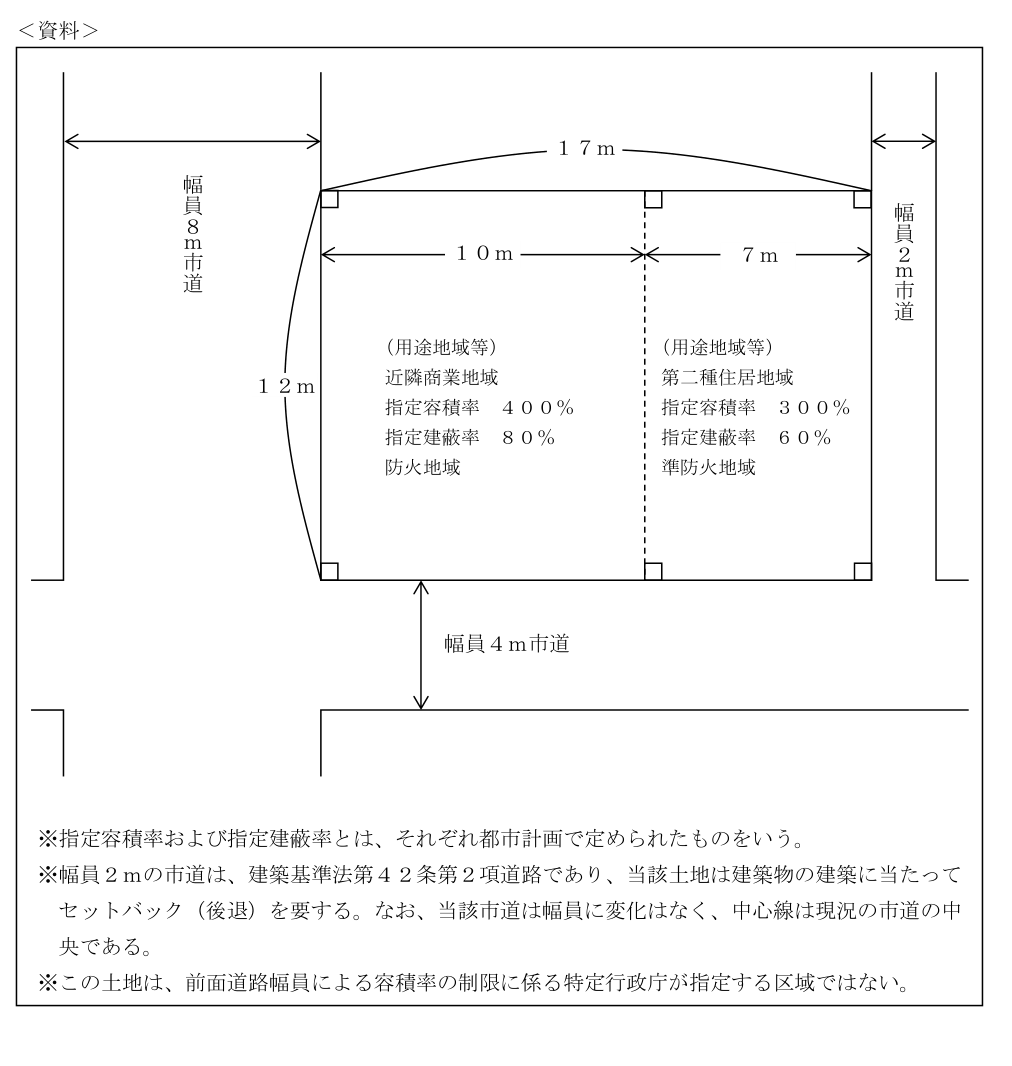 ＜資料＞
１７ｍ
幅員８ｍ市道
幅員２ｍ市道
１０ｍ
７ｍ
１２ｍ
（用途地域等）
近隣商業地域
指定容積率　４００％
指定建蔽率　８０％
防火地域
（用途地域等）
第二種住居地域
指定容積率　３００％
指定建蔽率　６０％
準防火地域
幅員４ｍ市道
※指定容積率および指定建蔽率とは、それぞれ都市計画で定められたものをいう。
※幅員２ｍの市道は、建築基準法第４２条第２項道路であり、当該土地は建築物の建築に当たって
セットバック（後退）を要する。なお、当該市道は幅員に変化はなく、中心線は現況の市道の中
央である。
※この土地は、前面道路幅員による容積率の制限に係る特定行政庁が指定する区域ではない。